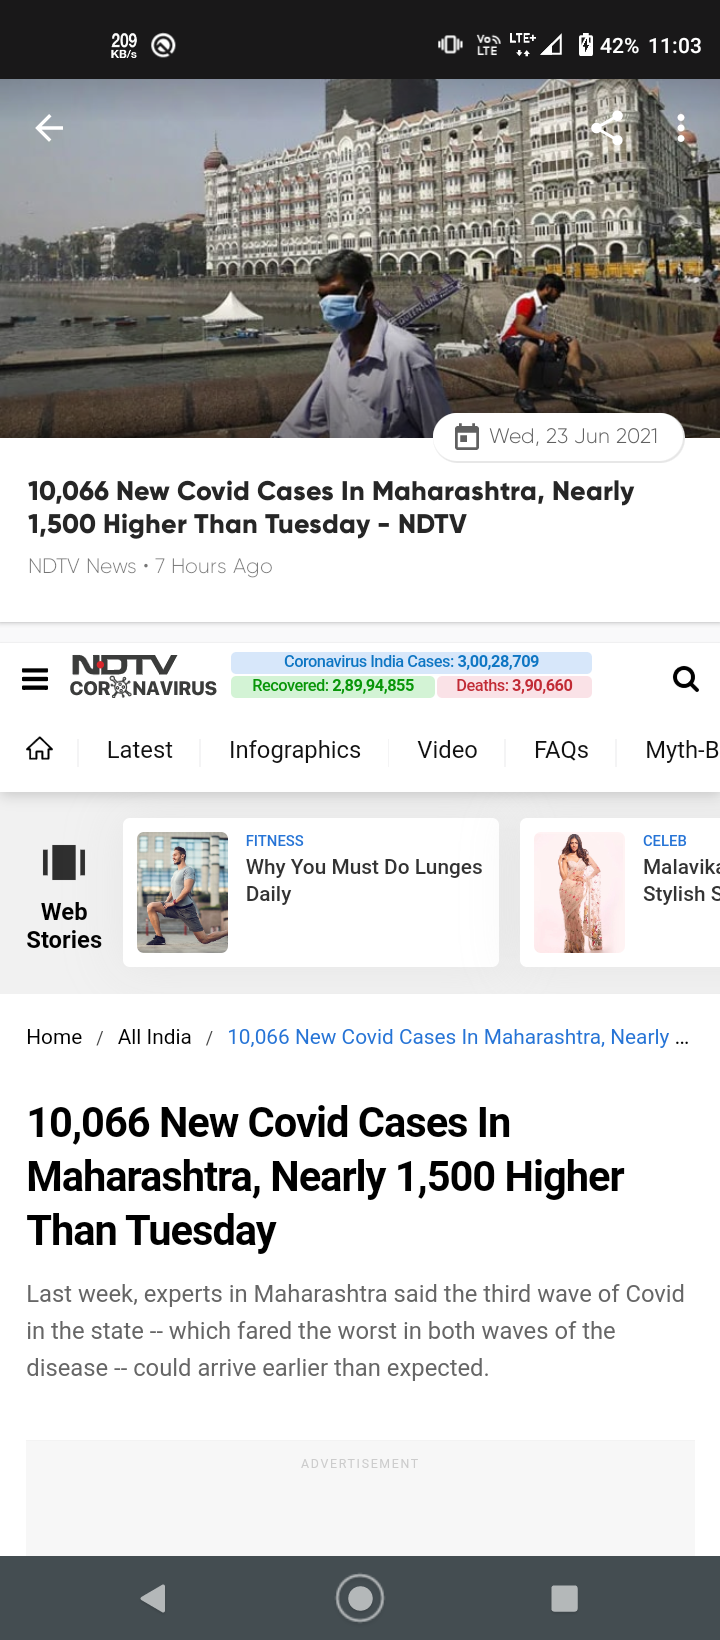 209
KB/s
Vo
LTE
LTE+
42% 11:03
Wed, 23 Jun 2021
10,066 New Covid Cases In Maharashtra, Nearly
1,500 Higher Than Tuesday - NDTV
NDTV News • 7 Hours Ago
NDTV
CORONAVIRUS
Coronavirus India Cases: 3,00,28,709
Recovered: 2,89,94,855
Deaths: 3,90,660
Latest
Infographics
Video
FAQs
Myth-B
Web
Stories
FITNESS
Why You Must Do Lunges
Daily
CELEB
Malavika
Stylish S
Home / All India / 10,066 New Covid Cases In Maharashtra, Nearly ...
10,066 New Covid Cases In
Maharashtra, Nearly 1,500 Higher
Than Tuesday
Last week, experts in Maharashtra said the third wave of Covid
in the state -- which fared the worst in both waves of the
disease -- could arrive earlier than expected.
ADVERTISEMENT